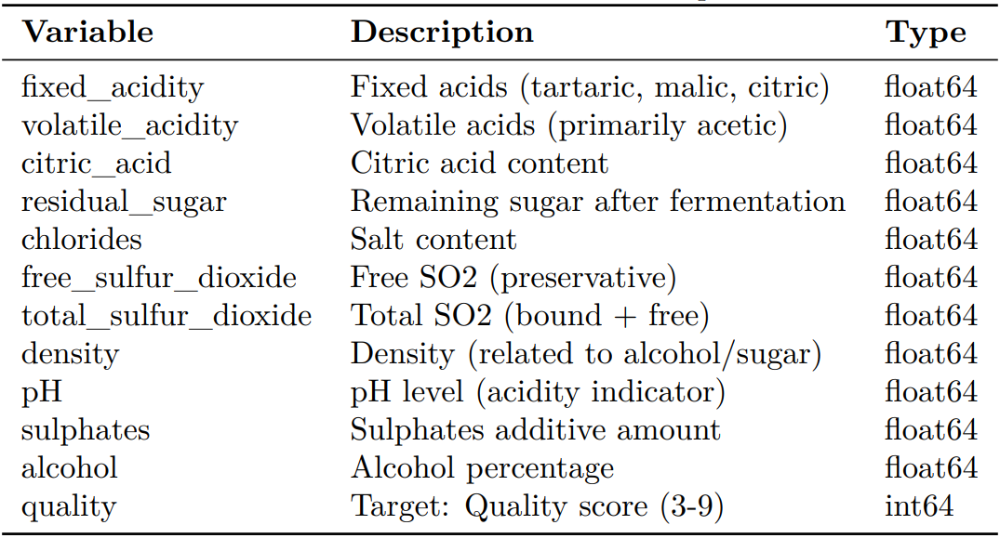 Variable Description Type
fixed_acidity Fixed acids (tartaric, malic, citric) float64
volatile_acidity Volatile acids (primarily acetic) float64
citric_acid Citric acid content float64
residual_sugar Remaining sugar after fermentation float64
chlorides Salt content float64
free_sulfur_dioxide Free SO2 (preservative) float64
total_sulfur_dioxide Total SO2 (bound + free) float64
density Density (related to alcohol/sugar) float64
pH pH level (acidity indicator) float64
sulphates Sulphates additive amount float64
alcohol Alcohol percentage float64
quality Target: Quality score (3-9) int64